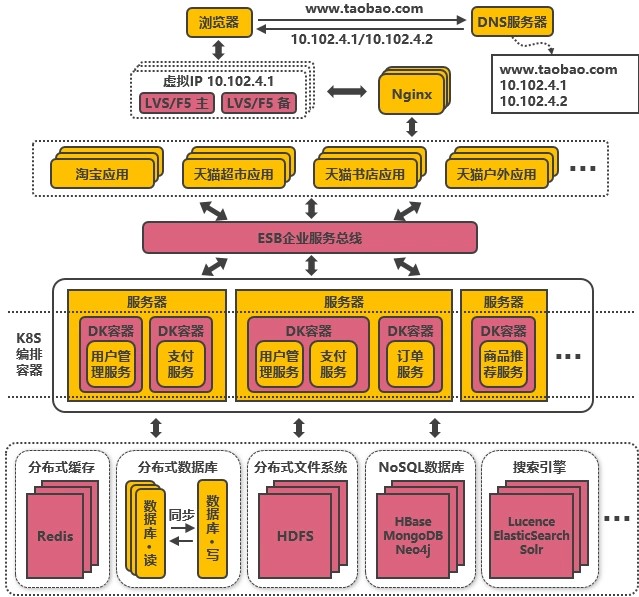 www.taobao.com
浏览器
DNS服务器
10.102.4.1/10.102.4.2
虚拟IP 10.102.4.1
LVS/F5 主
LVS/F5 备
Nginx
www.taobao.com
10.102.4.1
10.102.4.2
淘宝应用
天猫超市应用
天猫书店应用
天猫户外应用
...
ESB企业服务总线
K8S
编排
容器
服务器
DK容器
用户管
理服务
DK容器
支付
服务
服务器
DK容器
用户管
理服务
支付
服务
DK容器
订单
服务
服务器
DK容器
商品推
荐服务
...
分布式缓存
Redis
分布式数据库
数据库·读
同步
数据库·写
分布式文件系统
HDFS
NoSQL数据库
HBase
MongoDB
Neo4j
搜索引擎
Lucence
ElasticSearch
Solr
...